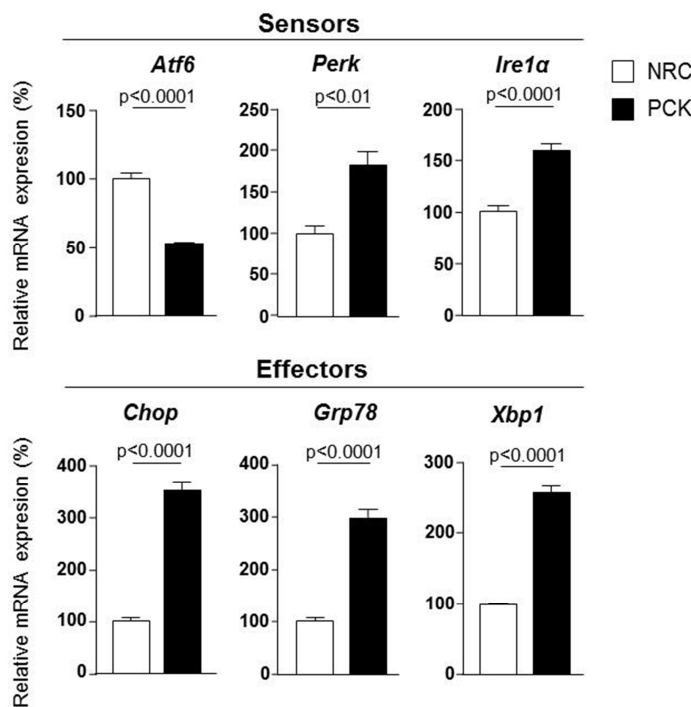 Sensors
Atf6 Perk Ire1α
NRC
PCK
p<0.0001 p<0.01 p<0.0001
Relative mRNA expresion (%)
150
100
50
0
250
200
150
100
50
0
200
150
100
50
0
Effectors
Chop Grp78 Xbp1
p<0.0001 p<0.0001 p<0.0001
Relative mRNA expresion (%)
400
300
200
100
0
400
300
200
100
0
300
200
100
0